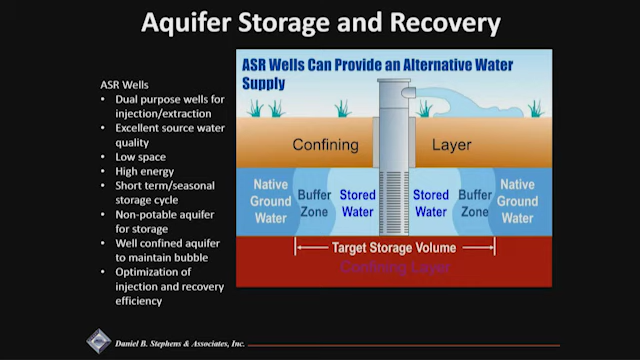 Aquifer Storage and Recovery
ASR Wells
• Dual purpose wells for
injection/extraction
• Excellent source water
quality
• Low space
• High energy
• Short term/seasonal
storage cycle
• Non-potable aquifer
for storage
• Well confined aquifer
to maintain bubble
• Optimization of
injection and recovery
efficiency
ASR Wells Can Provide an Alternative Water
Supply
Confining Layer
Native
Ground
Water
Buffer
Zone
Stored
Water
Stored
Water
Buffer
Zone
Native
Ground
Water
Target Storage Volume
Confining Layer
Daniel B. Stephens & Associates, Inc.